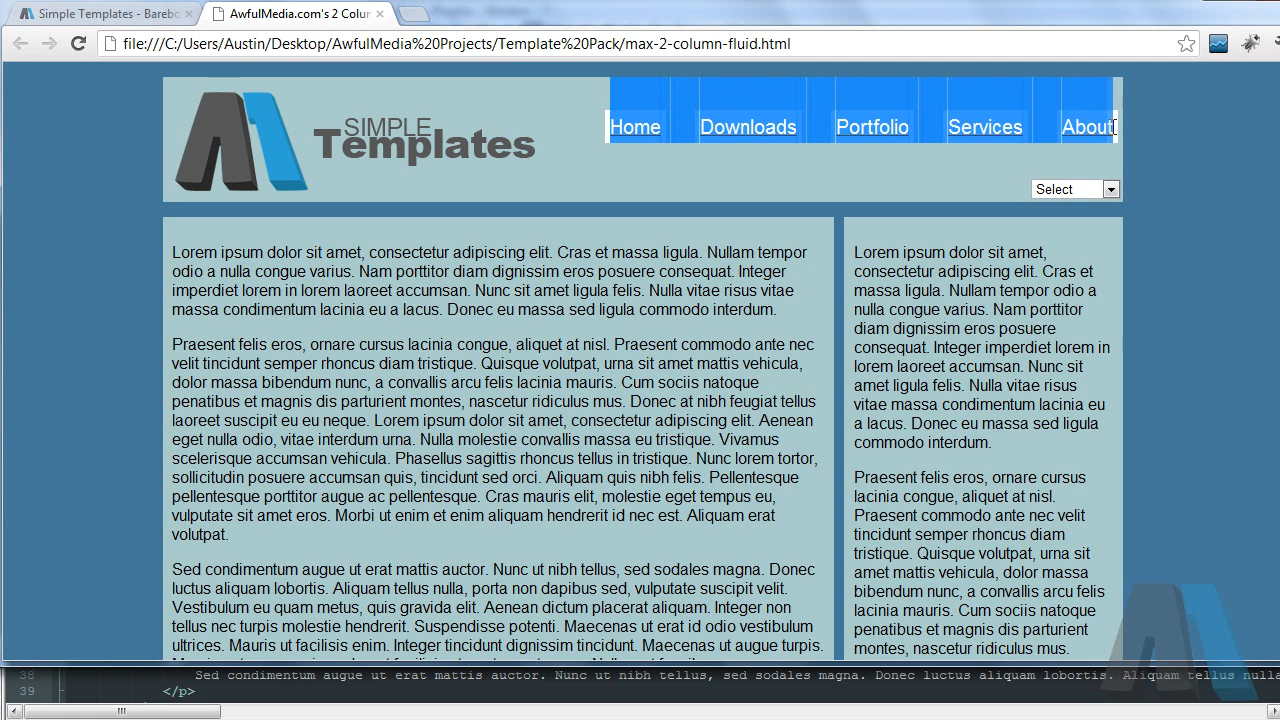 Simple Templates - Barebo
AwfulMedia.com's 2 Colum
file:///C:/Users/Austin/Desktop/AwfulMedia%20Projects/Template%20Pack/max-2-column-fluid.html
SIMPLE
Templates
Home Downloads Portfolio Services About
Select
Lorem ipsum dolor sit amet, consectetur adipiscing elit. Cras et massa ligula. Nullam tempor
odio a nulla congue varius. Nam porttitor diam dignissim eros posuere consequat. Integer
imperdiet lorem in lorem laoreet accumsan. Nunc sit amet ligula felis. Nulla vitae risus vitae
massa condimentum lacinia eu a lacus. Donec eu massa sed ligula commodo interdum.
Praesent felis eros, ornare cursus lacinia congue, aliquet at nisl. Praesent commodo ante nec
velit tincidunt semper rhoncus diam tristique. Quisque volutpat, urna sit amet mattis vehicula,
dolor massa bibendum nunc, a convallis arcu felis lacinia mauris. Cum sociis natoque
penatibus et magnis dis parturient montes, nascetur ridiculus mus. Donec at nibh feugiat tellus
laoreet suscipit eu eu neque. Lorem ipsum dolor sit amet, consectetur adipiscing elit. Aenean
eget nulla odio, vitae interdum urna. Nulla molestie convallis massa eu tristique. Vivamus
scelerisque accumsan vehicula. Phasellus sagittis rhoncus tellus in tristique. Nunc lorem tortor,
sollicitudin posuere accumsan quis, tincidunt sed orci. Aliquam quis nibh felis. Pellentesque
pellentesque porttitor augue ac pellentesque. Cras mauris elit, molestie eget tempus eu,
vulputate sit amet eros. Morbi ut enim et enim aliquam hendrerit id nec est. Aliquam erat
volutpat.
Sed condimentum augue ut erat mattis auctor. Nunc ut nibh tellus, sed sodales magna. Donec
luctus aliquam lobortis. Aliquam tellus nulla, porta non dapibus sed, vulputate suscipit velit.
Vestibulum eu quam metus, quis gravida elit. Aenean dictum placerat aliquam. Integer non
tellus nec turpis molestie hendrerit. Suspendisse potenti. Maecenas ut erat id odio vestibulum
ultrices. Mauris ut facilisis enim. Integer tincidunt dignissim tincidunt. Maecenas ut augue turpis.
Lorem ipsum dolor sit amet,
consectetur adipiscing elit. Cras et
massa ligula. Nullam tempor odio a
nulla congue varius. Nam porttitor
diam dignissim eros posuere
consequat. Integer imperdiet lorem in
lorem laoreet accumsan. Nunc sit
amet ligula felis. Nulla vitae risus
vitae massa condimentum lacinia eu
a lacus. Donec eu massa sed ligula
commodo interdum.
Praesent felis eros, ornare cursus
lacinia congue, aliquet at nisl.
Praesent commodo ante nec velit
tincidunt semper rhoncus diam
tristique. Quisque volutpat, urna sit
amet mattis vehicula, dolor massa
bibendum nunc, a convallis arcu felis
lacinia mauris. Cum sociis natoque
penatibus et magnis dis parturient
montes, nascetur ridiculus mus.
38 Sed condimentum augue ut erat mattis auctor. Nunc ut nibh tellus, sed sodales magna. Donec luctus aliquam lobortis. Aliquam tellus nulla
39 </p>